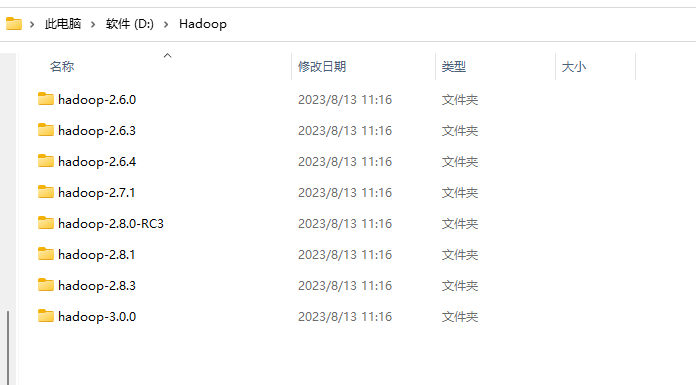 此电脑 > 软件 (D:) > Hadoop
名称 修改日期 类型 大小
hadoop-2.6.0 2023/8/13 11:16 文件夹
hadoop-2.6.3 2023/8/13 11:16 文件夹
hadoop-2.6.4 2023/8/13 11:16 文件夹
hadoop-2.7.1 2023/8/13 11:16 文件夹
hadoop-2.8.0-RC3 2023/8/13 11:16 文件夹
hadoop-2.8.1 2023/8/13 11:16 文件夹
hadoop-2.8.3 2023/8/13 11:16 文件夹
hadoop-3.0.0 2023/8/13 11:16 文件夹